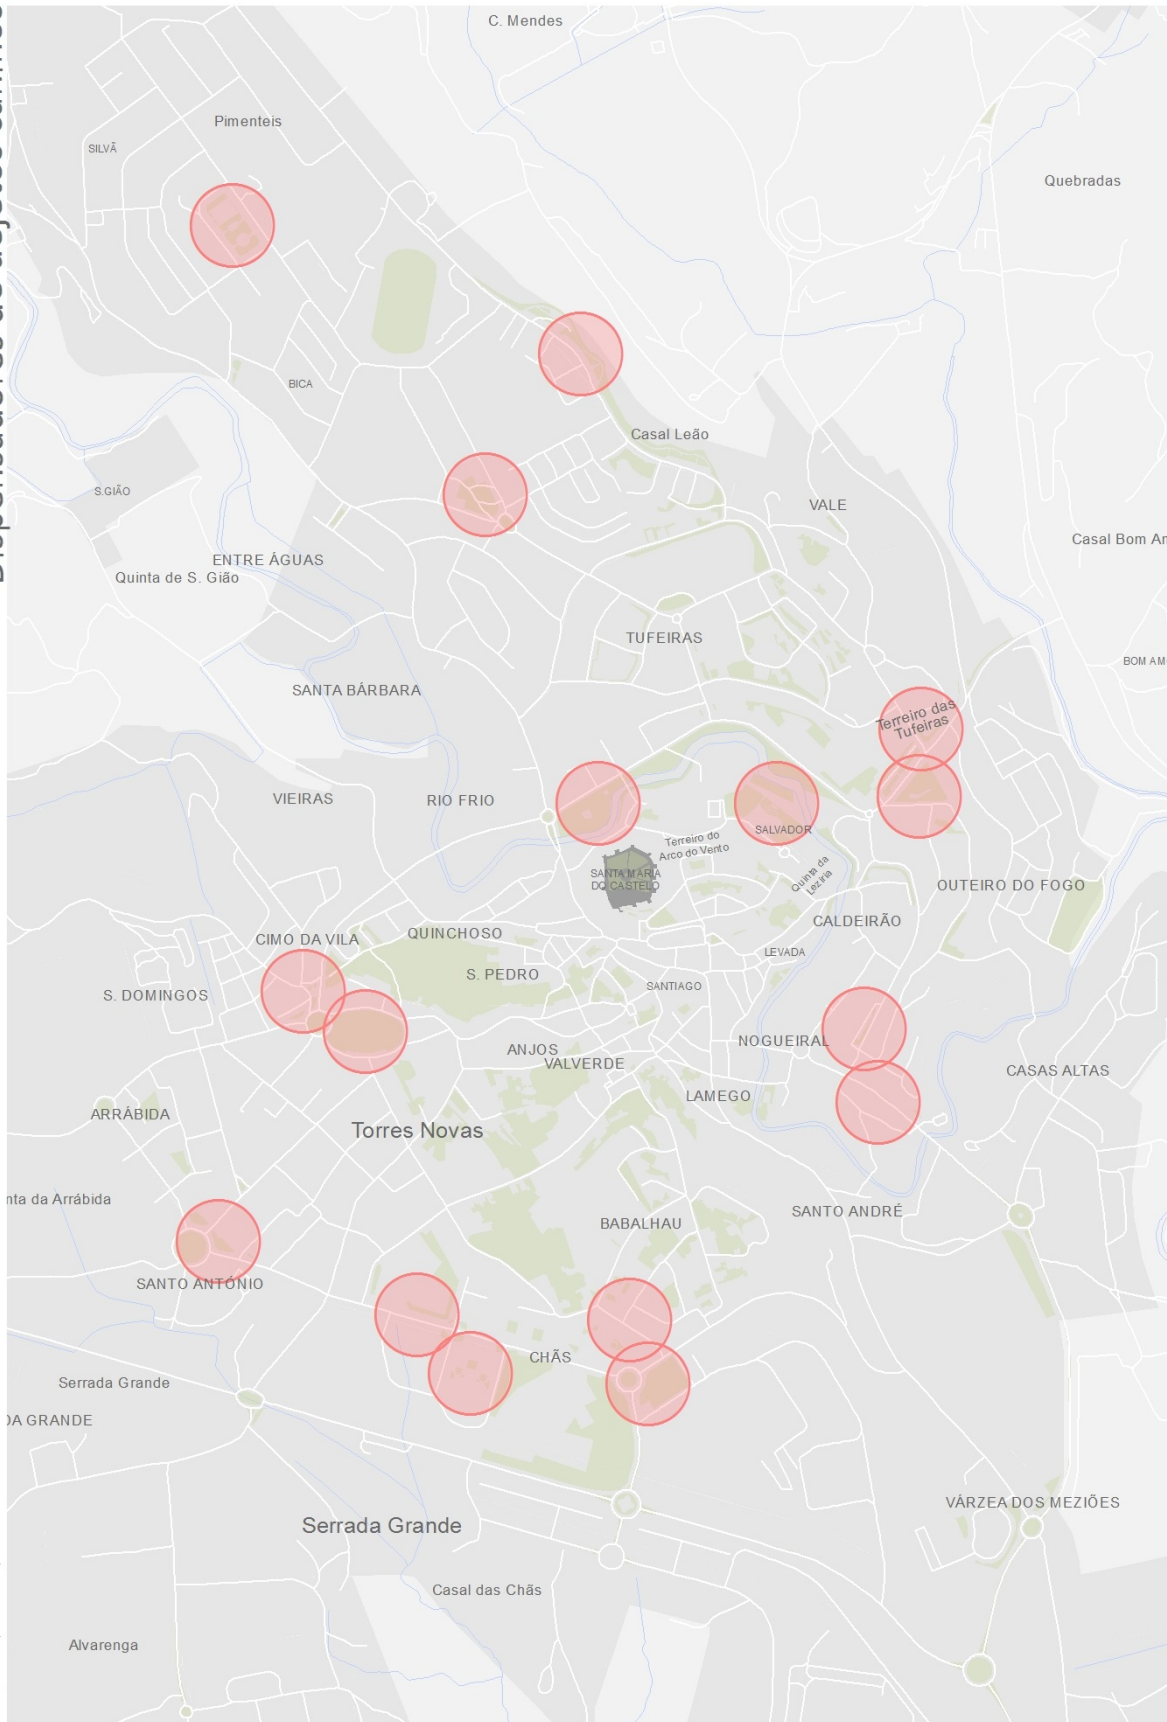 C. Mendes
Pimenteis
SILVÃ
Quebradas
BICA
Casal Leão
S.GIÃO
VALE
Casal Bom Am
ENTRE ÁGUAS
Quinta de S. Gião
TUFEIRAS
BOM AM
SANTA BÁRBARA
Terreiro das
Tufeiras
VIEIRAS
RIO FRIO
SALVADOR
Terreiro do
Arco do Vento
SANTA MARIA
DO CASTELO
Quinta da
Lezíria
OUTEIRO DO FOGO
CALDEIRÃO
QUINCHOSO
CIMO DA VILA
LEVADA
S. PEDRO
SANTIAGO
S. DOMINGOS
NOGUEIRAL
ANJOS
VALVERDE
CASAS ALTAS
LAMEGO
ARRÁBIDA
Torres Novas
nta da Arrábida
SANTO ANDRÉ
BABALHAU
SANTO ANTÓNIO
CHÃS
Serrada Grande
DA GRANDE
VÁRZEA DOS MEZIÕES
Serrada Grande
Casal das Chãs
Alvarenga